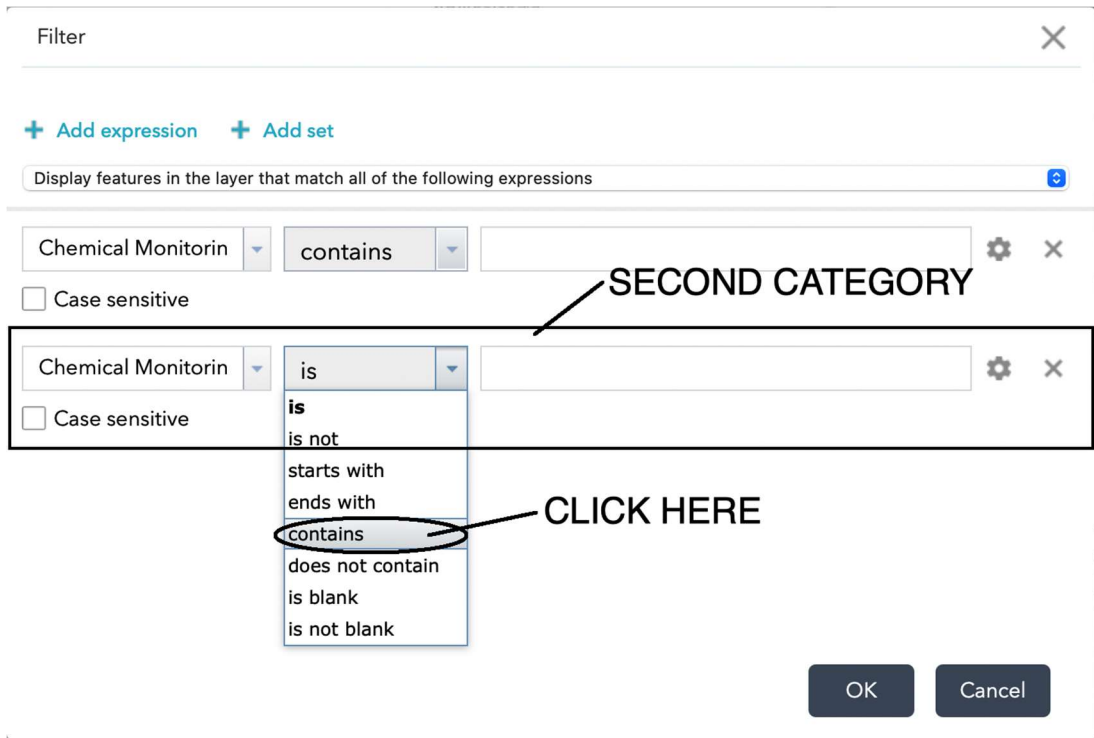 Filter
Add expression
Add set
Display features in the layer that match all of the following expressions
Chemical Monitorin
contains
Case sensitive
SECOND CATEGORY
Chemical Monitorin
is
Case sensitive
is
is not
starts with
ends with
contains
CLICK HERE
does not contain
is blank
is not blank
OK
Cancel